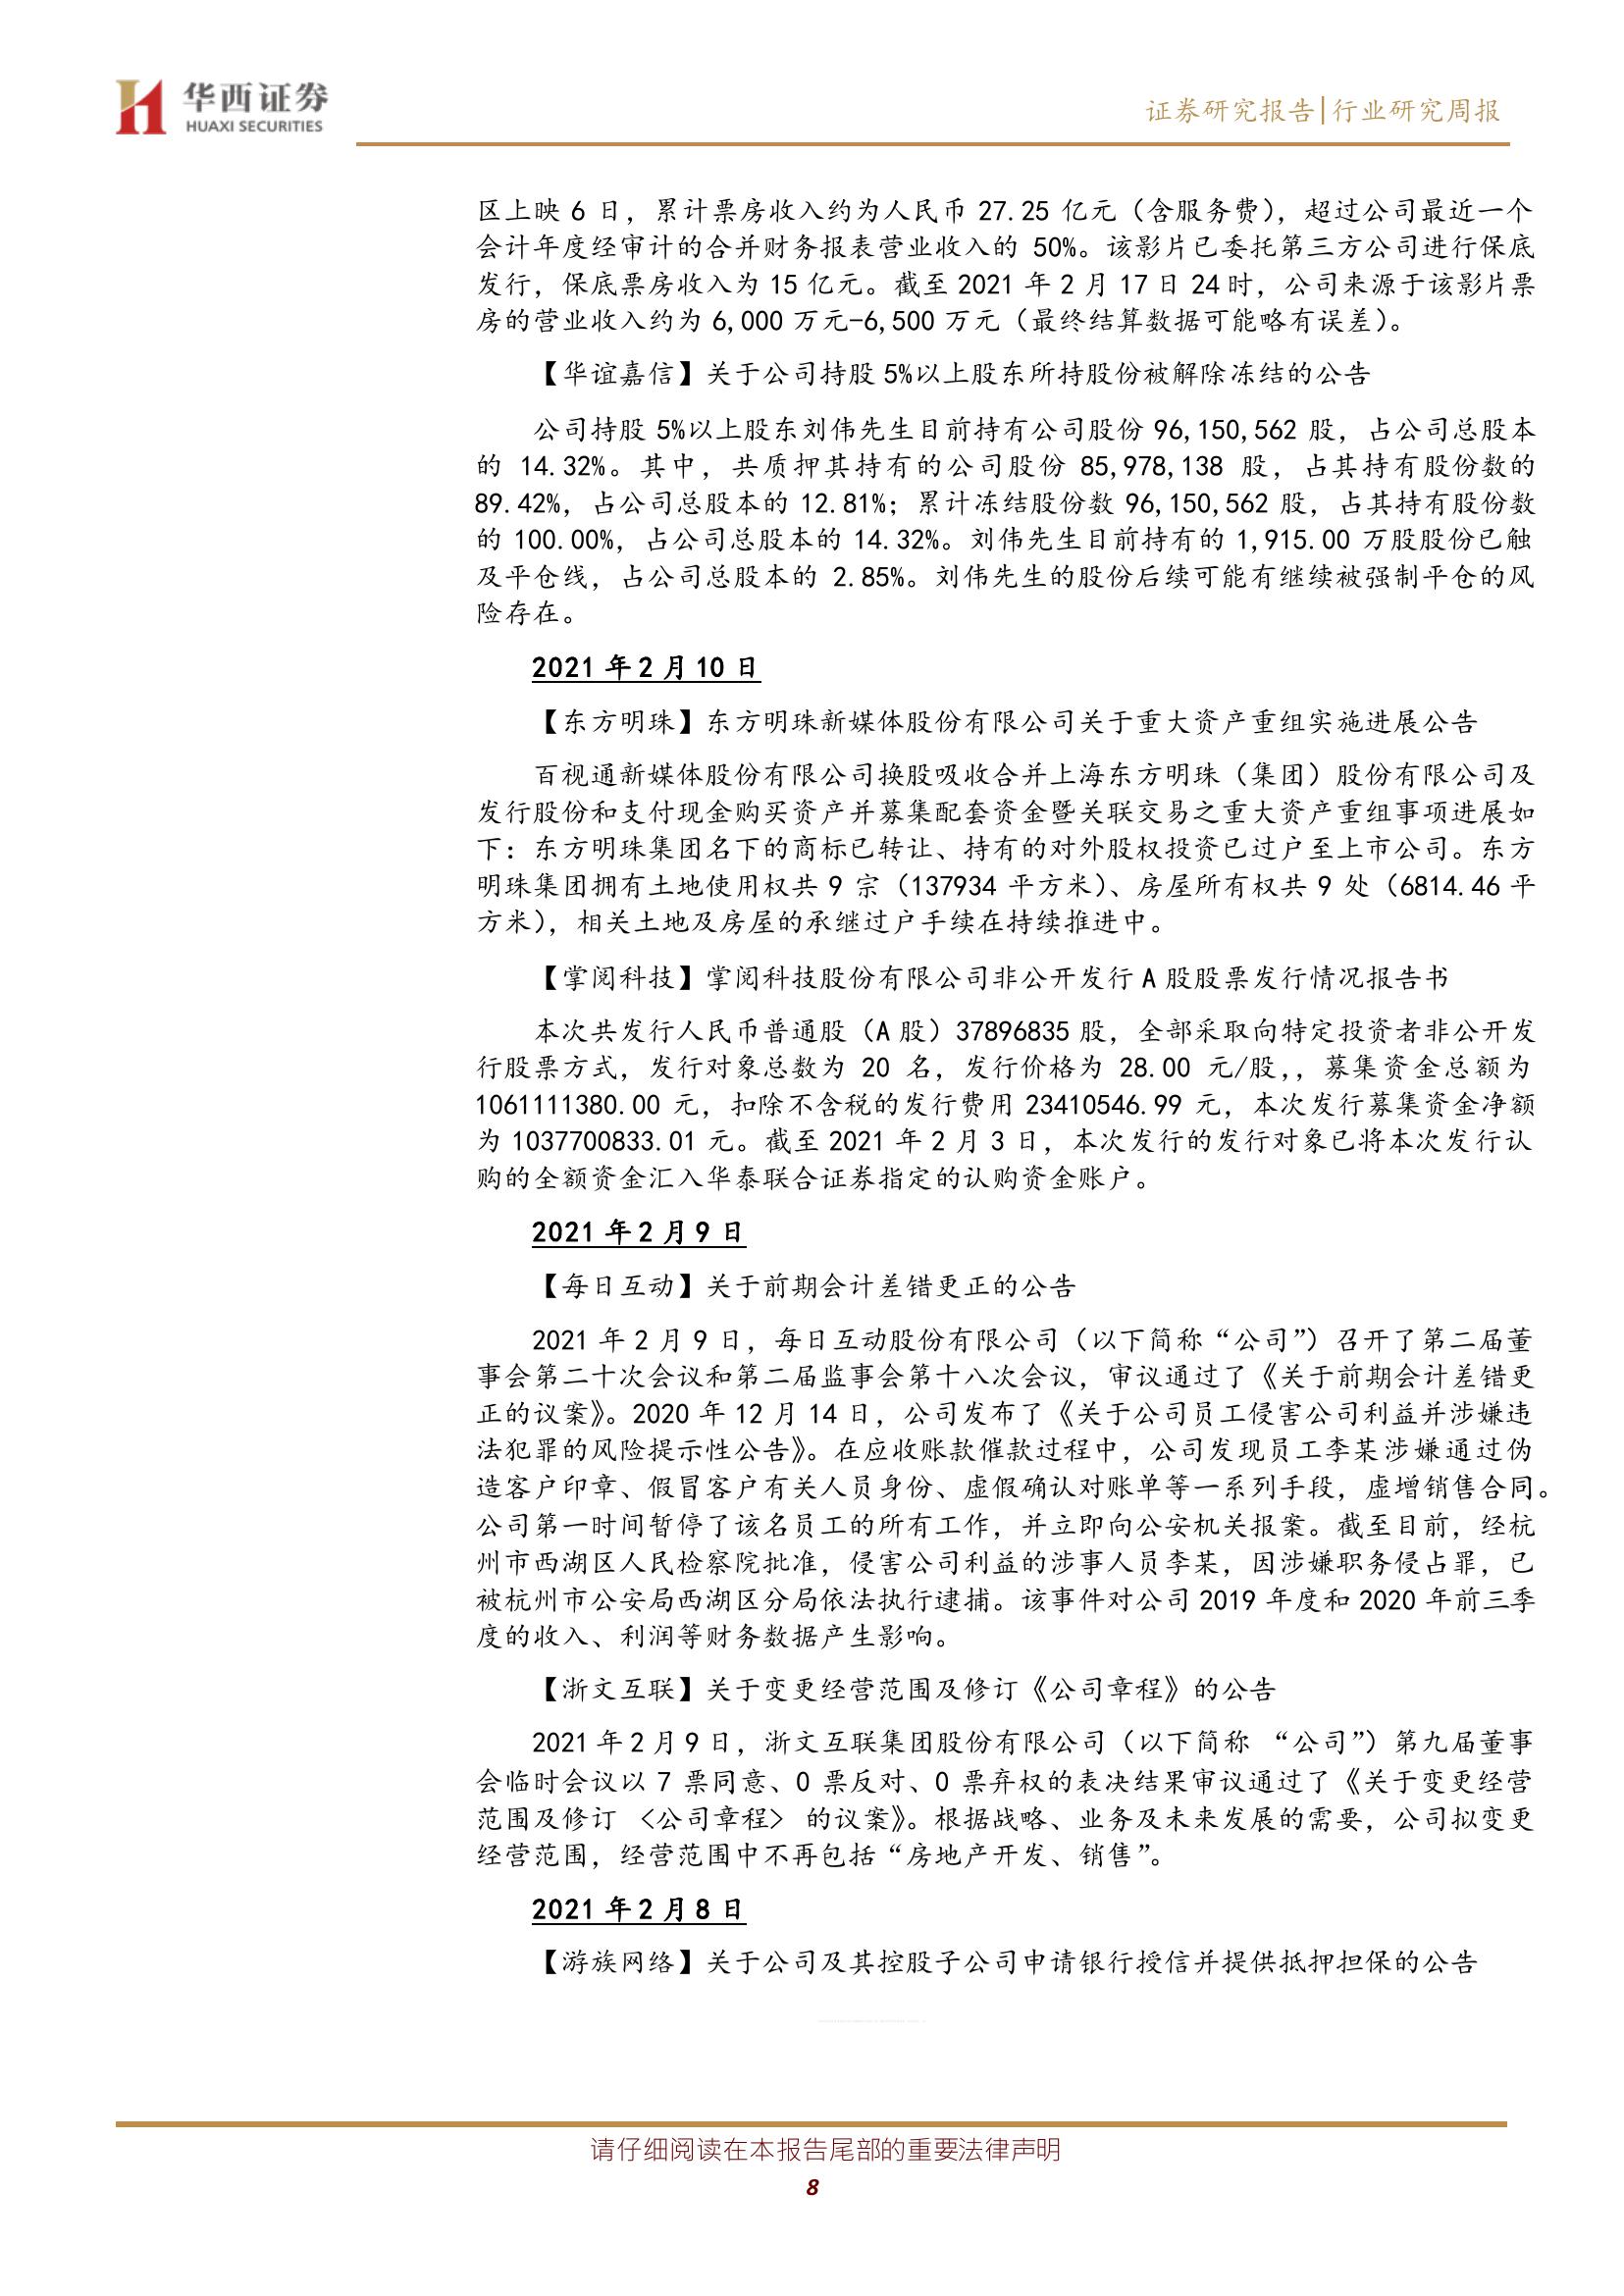 华西证券
HUAXI SECURITIES
证券研究报告|行业研究周报
区上映 6 日，累计票房收入约为人民币 27.25 亿元（含服务费），超过公司最近一个
会计年度经审计的合并财务报表营业收入的 50%。该影片已委托第三方公司进行保底
发行，保底票房收入为 15 亿元。截至 2021 年 2 月 17 日 24 时，公司来源于该影片票
房的营业收入约为 6,000 万元-6,500 万元（最终结算数据可能略有误差）。
【华谊嘉信】关于公司持股 5%以上股东所持股份被解除冻结的公告
公司持股 5%以上股东刘伟先生目前持有公司股份 96,150,562 股，占公司总股本
的 14.32%。其中，共质押其持有的公司股份 85,978,138 股，占其持有股份数的
89.42%，占公司总股本的 12.81%；累计冻结股份数 96,150,562 股，占其持有股份数
的 100.00%，占公司总股本的 14.32%。刘伟先生目前持有的 1,915.00 万股股份已触
及平仓线，占公司总股本的 2.85%。刘伟先生的股份后续可能有继续被强制平仓的风
险存在。
2021 年 2 月 10 日
【东方明珠】东方明珠新媒体股份有限公司关于重大资产重组实施进展公告
百视通新媒体股份有限公司换股吸收合并上海东方明珠（集团）股份有限公司及
发行股份和支付现金购买资产并募集配套资金暨关联交易之重大资产重组事项进展如
下：东方明珠集团名下的商标已转让、持有的对外股权投资已过户至上市公司。东方
明珠集团拥有土地使用权共 9 宗（137934 平方米）、房屋所有权共 9 处（6814.46 平
方米），相关土地及房屋的承继过户手续在持续推进中。
【掌阅科技】掌阅科技股份有限公司非公开发行 A 股股票发行情况报告书
本次共发行人民币普通股（A 股）37896835 股，全部采取向特定投资者非公开发
行股票方式，发行对象总数为 20 名，发行价格为 28.00 元/股，，募集资金总额为
1061111380.00 元，扣除不含税的发行费用 23410546.99 元，本次发行募集资金净额
为 1037700833.01 元。截至 2021 年 2 月 3 日，本次发行的发行对象已将本次发行认
购的全额资金汇入华泰联合证券指定的认购资金账户。
2021 年 2 月 9 日
【每日互动】关于前期会计差错更正的公告
2021 年 2 月 9 日，每日互动股份有限公司（以下简称“公司”）召开了第二届董
事会第二十次会议和第二届监事会第十八次会议，审议通过了《关于前期会计差错更
正的议案》。2020 年 12 月 14 日，公司发布了《关于公司员工侵害公司利益并涉嫌违
法犯罪的风险提示性公告》。在应收账款催款过程中，公司发现员工李某涉嫌通过伪
造客户印章、假冒客户有关人员身份、虚假确认对账单等一系列手段，虚增销售合同。
公司第一时间暂停了该名员工的所有工作，并立即向公安机关报案。截至目前，经杭
州市西湖区人民检察院批准，侵害公司利益的涉事人员李某，因涉嫌职务侵占罪，已
被杭州市公安局西湖区分局依法执行逮捕。该事件对公司 2019 年度和 2020 年前三季
度的收入、利润等财务数据产生影响。
【浙文互联】关于变更经营范围及修订《公司章程》的公告
2021 年 2 月 9 日，浙文互联集团股份有限公司（以下简称 “公司”）第九届董事
会临时会议以 7 票同意、0 票反对、0 票弃权的表决结果审议通过了《关于变更经营
范围及修订 <公司章程> 的议案》。根据战略、业务及未来发展的需要，公司拟变更
经营范围，经营范围中不再包括“房地产开发、销售”。
2021 年 2 月 8 日
【游族网络】关于公司及其控股子公司申请银行授信并提供抵押担保的公告
请仔细阅读在本报告尾部的重要法律声明
8